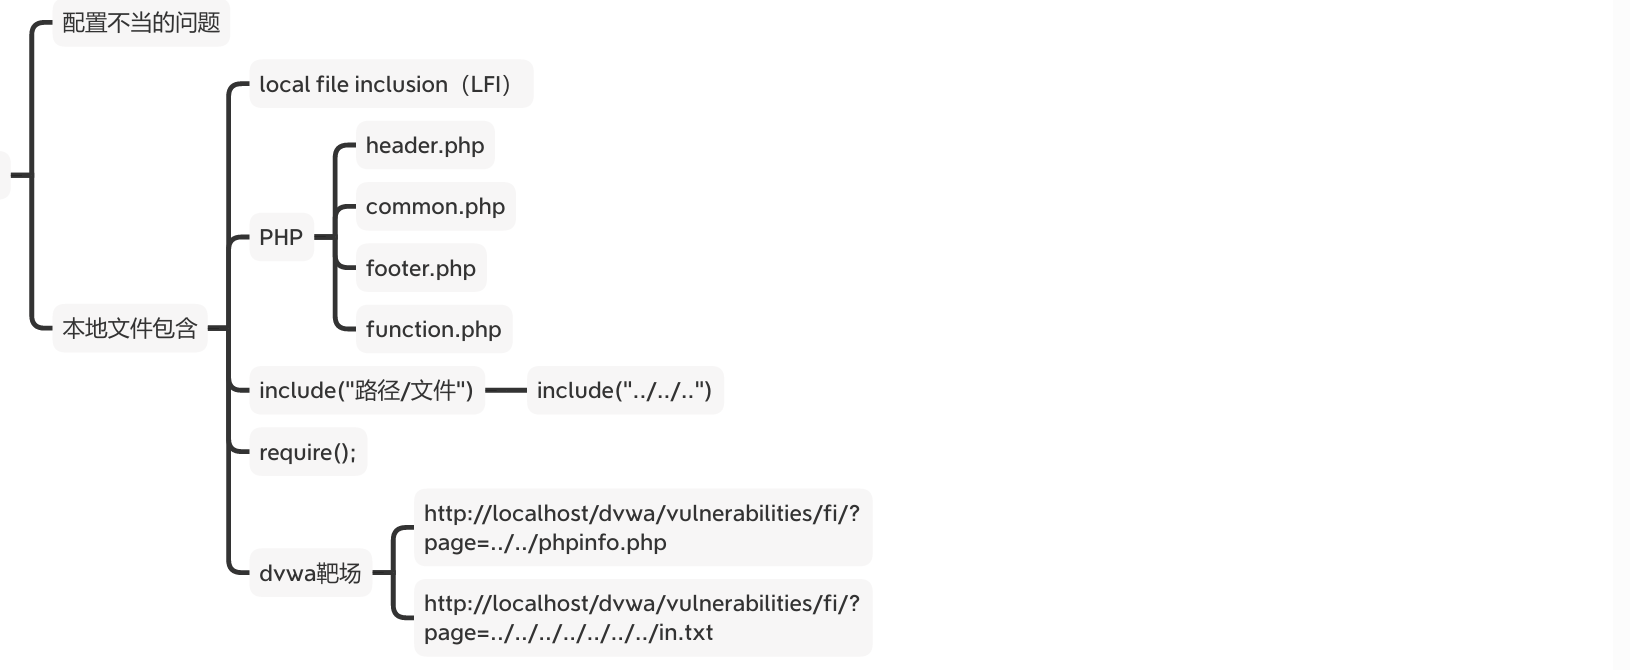 配置不当的问题
local file inclusion（LFI）
header.php
common.php
PHP
footer.php
function.php
本地文件包含
include("路径/文件")
include("../../..")
require();
http://localhost/dvwa/vulnerabilities/fi/?
page=../../phpinfo.php
dvwa靶场
http://localhost/dvwa/vulnerabilities/fi/?
page=../../../../../../../in.txt